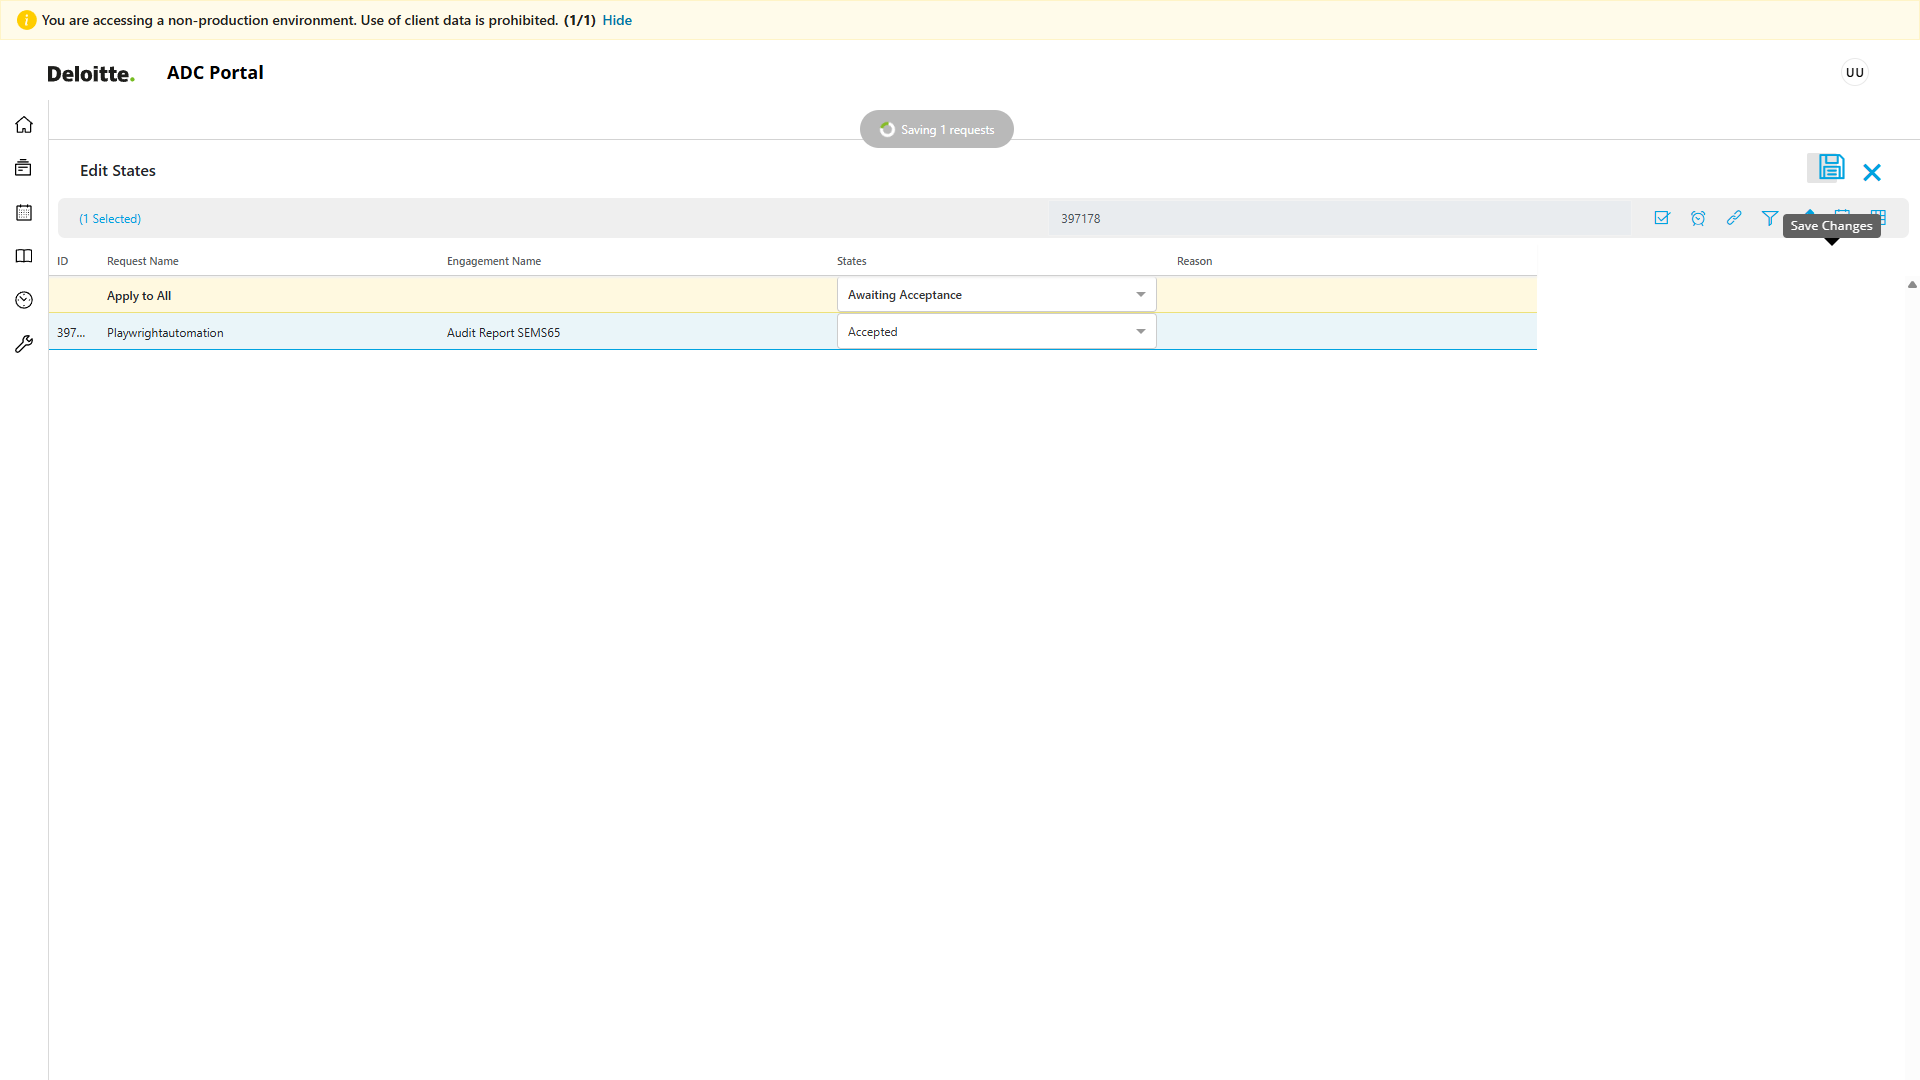 You are accessing a non-production environment. Use of client data is prohibited. (1/1) Hide
Deloitte. ADC Portal
UU
Saving 1 requests
Edit States
(1 Selected)
397178
Save Changes
ID Request Name Engagement Name States Reason
Apply to All Awaiting Acceptance
397... Playwrightautomation Audit Report SEMS65 Accepted